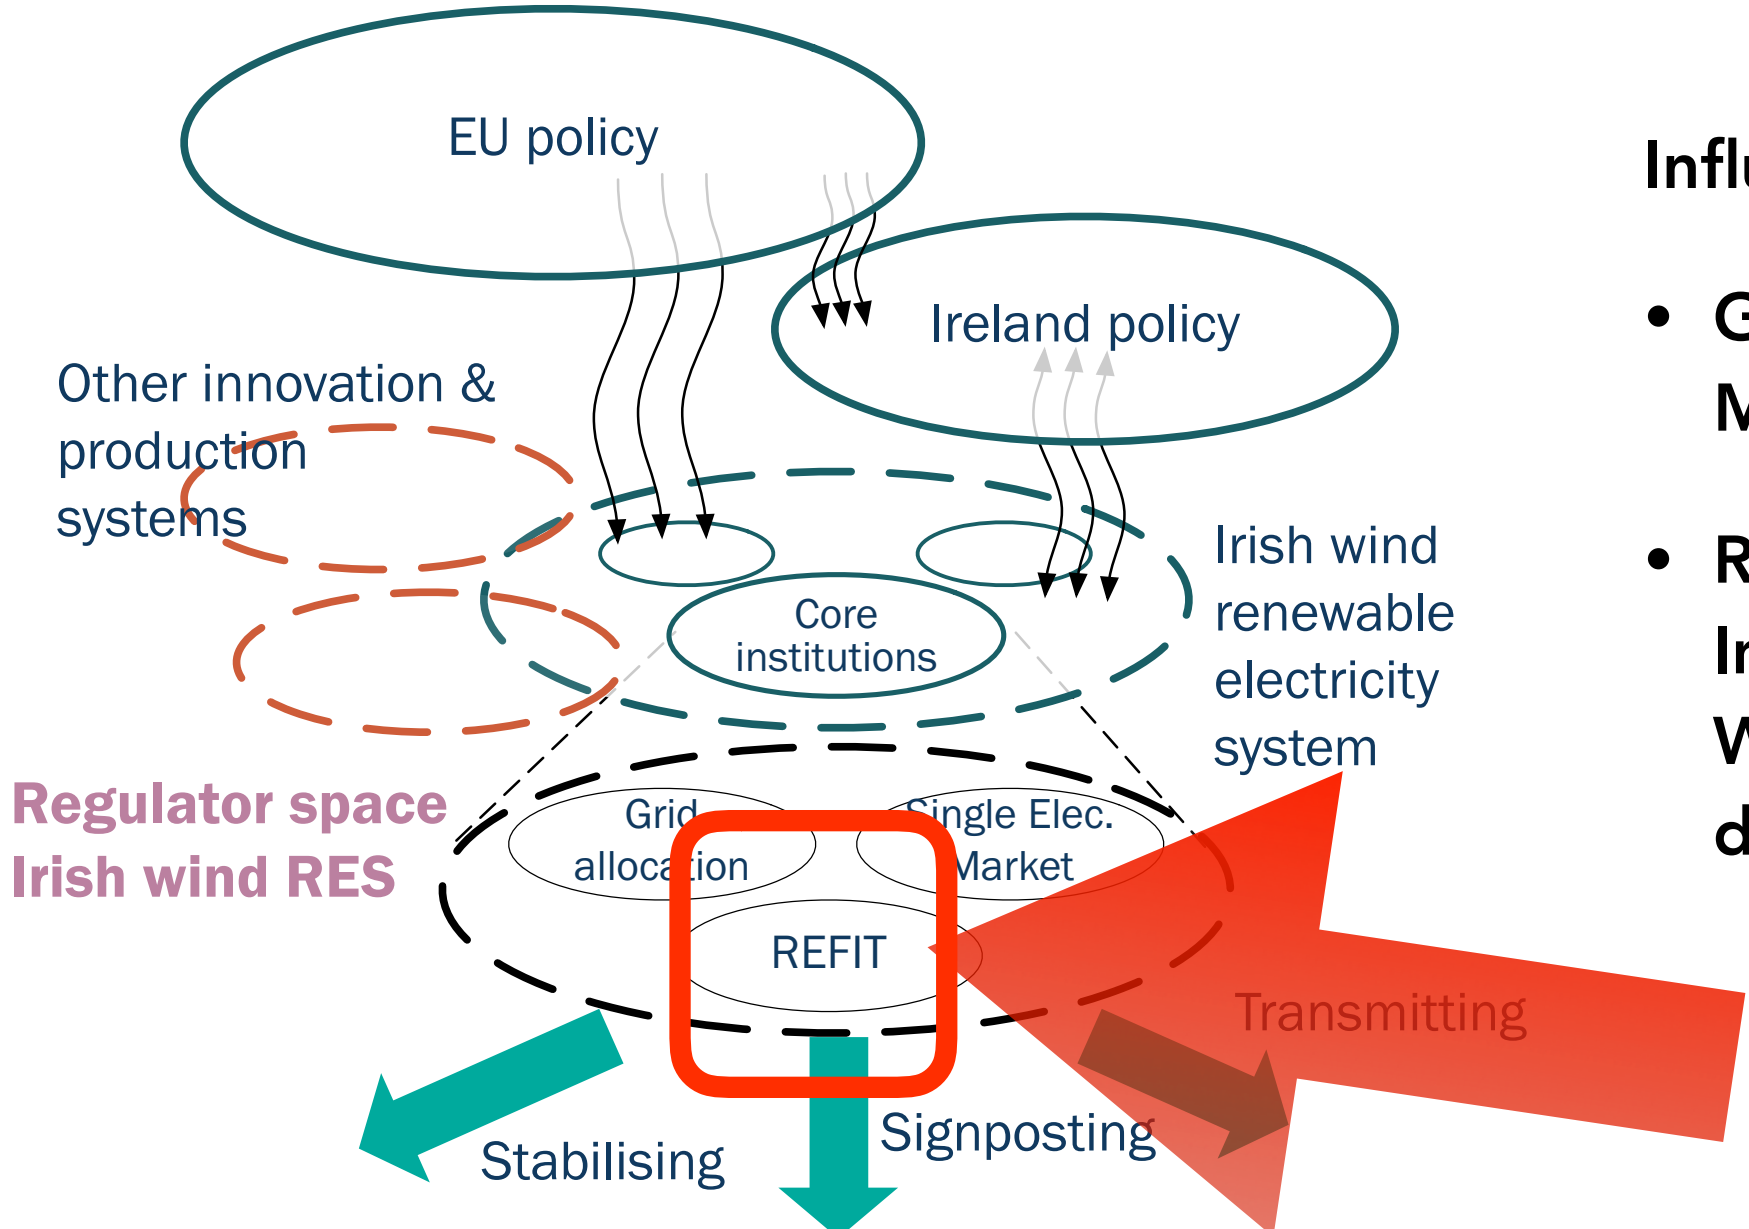 EU policy
Ireland policy
Other innovation &
production
systems
Irish wind
renewable
electricity
system
Core
institutions
Regulator space
Irish wind RES
Grid
allocation
Single Elec.
Market
REFIT
Transmitting
Signposting
Stabilising